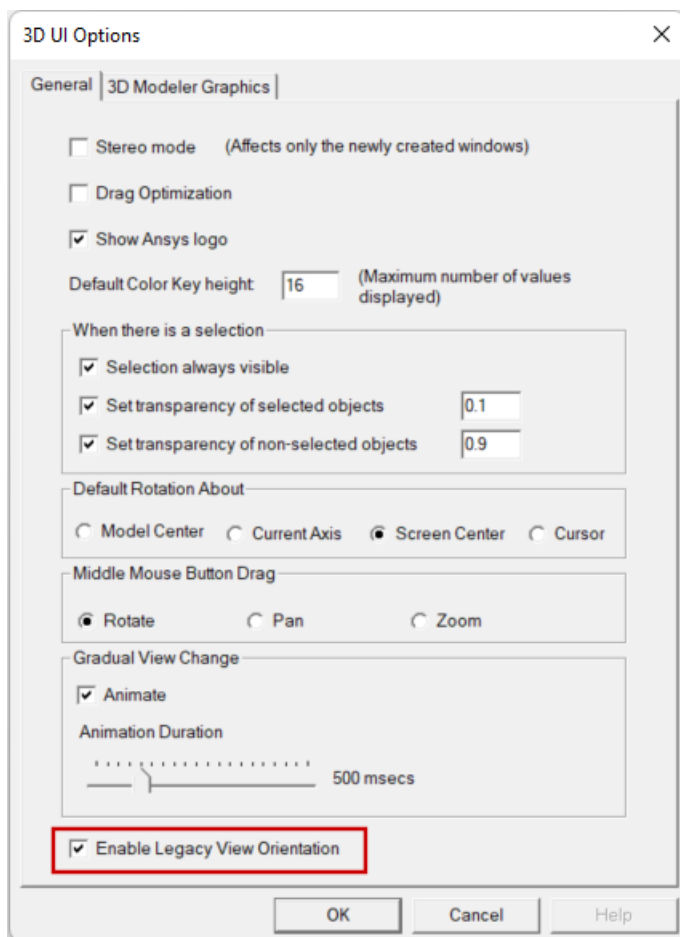 3D UI Options
General
3D Modeler Graphics
Stereo mode (Affects only the newly created windows)
Drag Optimization
Show Ansys logo
Default Color Key height: 16 (Maximum number of values
displayed)
When there is a selection
Selection always visible
Set transparency of selected objects 0.1
Set transparency of non-selected objects 0.9
Default Rotation About
Model Center Current Axis Screen Center Cursor
Middle Mouse Button Drag
Rotate Pan Zoom
Gradual View Change
Animate
Animation Duration
500 msecs
Enable Legacy View Orientation
OK Cancel Help